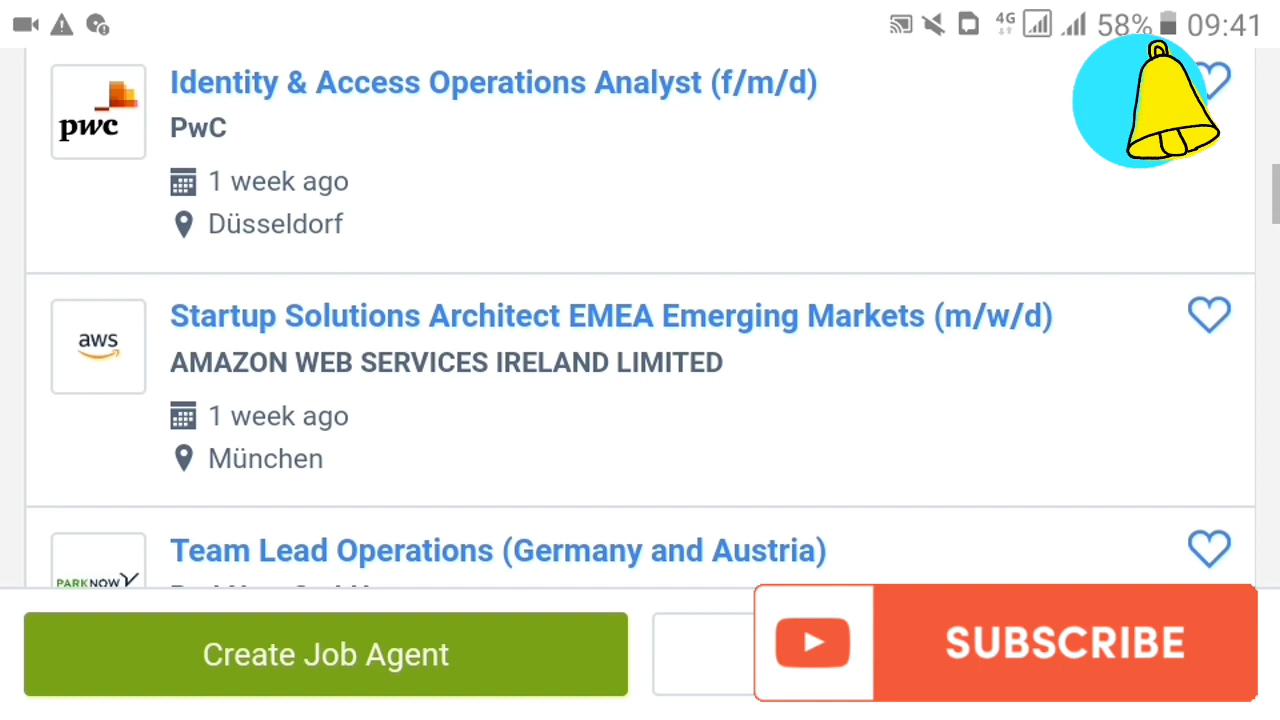 4G 58% 09:41
pwc
Identity & Access Operations Analyst (f/m/d)
PwC
1 week ago
Düsseldorf
aws
Startup Solutions Architect EMEA Emerging Markets (m/w/d)
AMAZON WEB SERVICES IRELAND LIMITED
1 week ago
München
PARKNOW
Team Lead Operations (Germany and Austria)
Create Job Agent
SUBSCRIBE